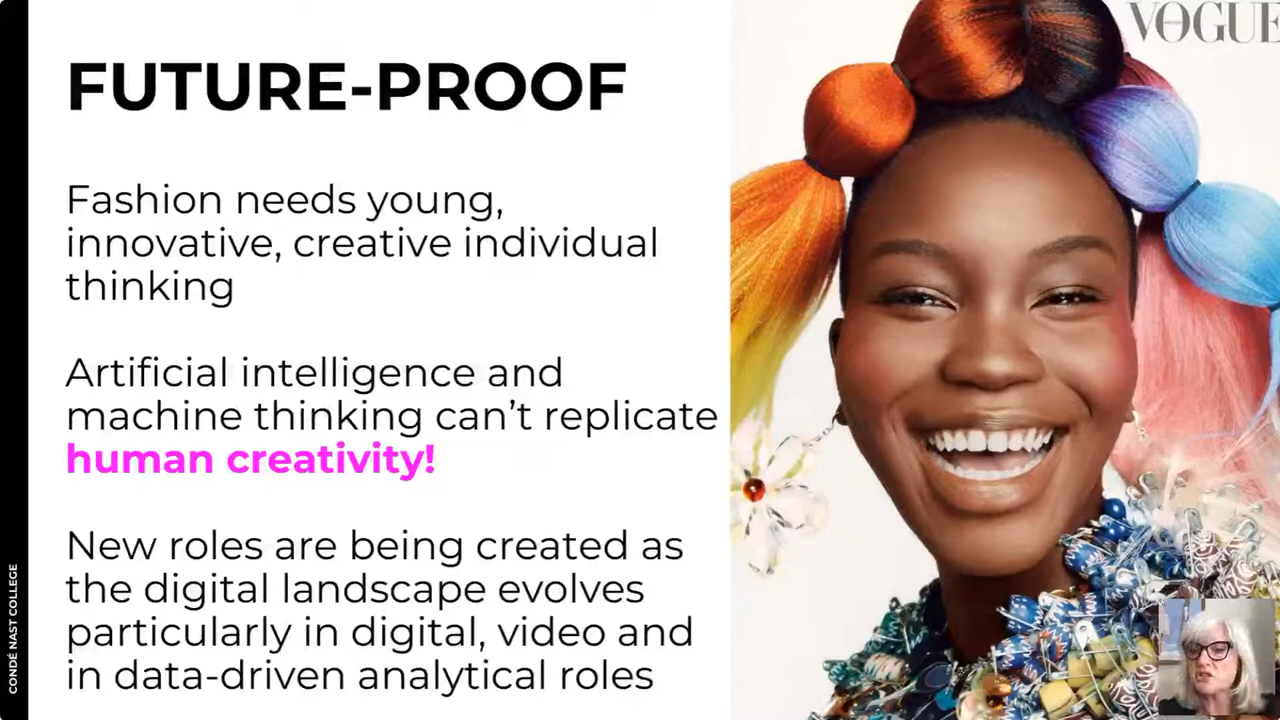 FUTURE-PROOF
Fashion needs young,
innovative, creative individual
thinking
Artificial intelligence and
machine thinking can’t replicate
human creativity!
New roles are being created as
the digital landscape evolves
particularly in digital, video and
in data-driven analytical roles
CONDÉ NAST COLLEGE
VOGUE